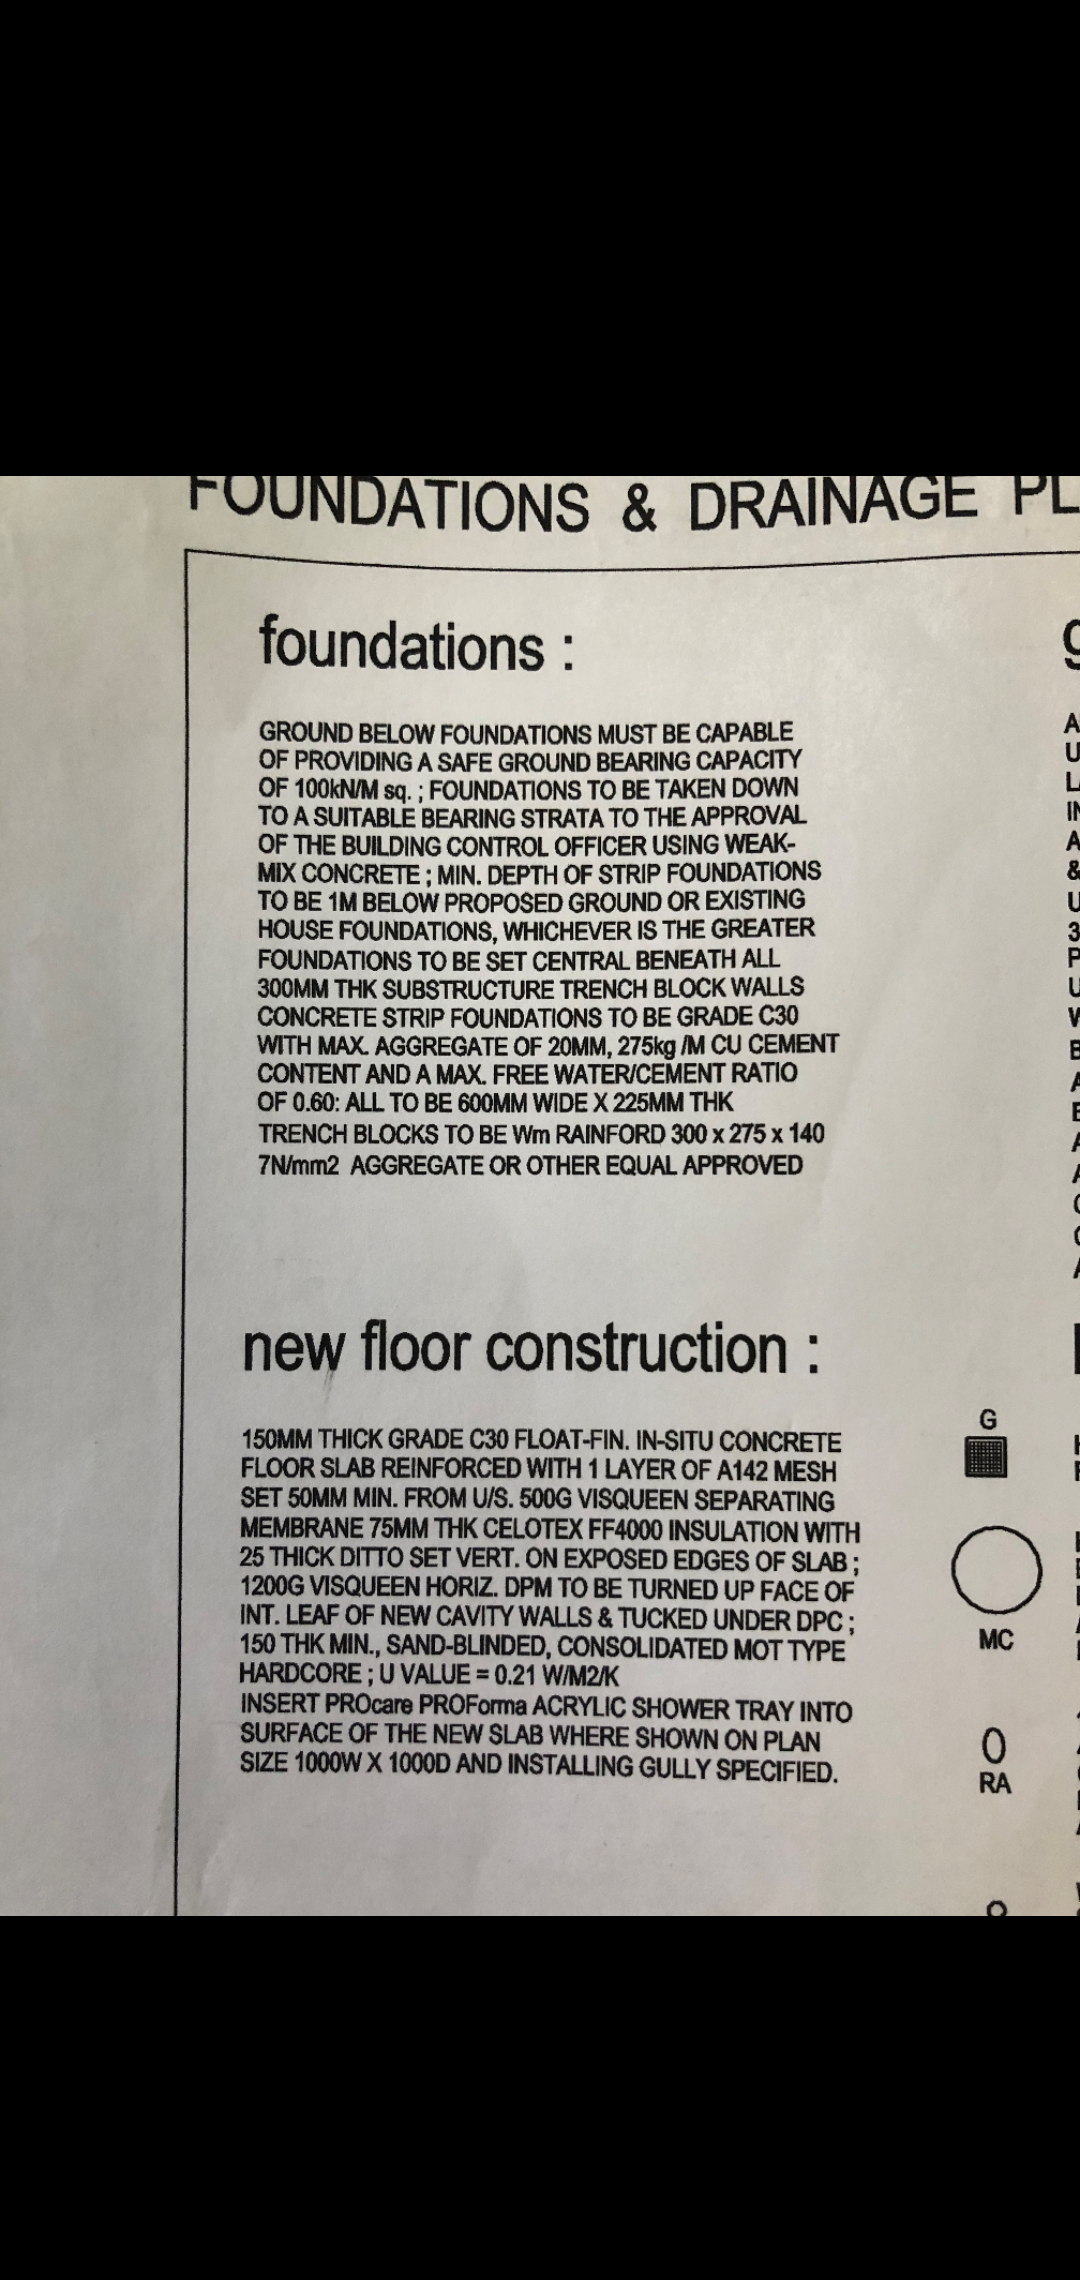 FOUNDATIONS & DRAINAGE PL
foundations :
GROUND BELOW FOUNDATIONS MUST BE CAPABLE
OF PROVIDING A SAFE GROUND BEARING CAPACITY
OF 100kN/M sq. ; FOUNDATIONS TO BE TAKEN DOWN
TO A SUITABLE BEARING STRATA TO THE APPROVAL
OF THE BUILDING CONTROL OFFICER USING WEAK-
MIX CONCRETE ; MIN. DEPTH OF STRIP FOUNDATIONS
TO BE 1M BELOW PROPOSED GROUND OR EXISTING
HOUSE FOUNDATIONS, WHICHEVER IS THE GREATER
FOUNDATIONS TO BE SET CENTRAL BENEATH ALL
300MM THK SUBSTRUCTURE TRENCH BLOCK WALLS
CONCRETE STRIP FOUNDATIONS TO BE GRADE C30
WITH MAX. AGGREGATE OF 20MM, 275kg /M CU CEMENT
CONTENT AND A MAX. FREE WATER/CEMENT RATIO
OF 0.60: ALL TO BE 600MM WIDE X 225MM THK
TRENCH BLOCKS TO BE Wm RAINFORD 300 x 275 x 140
7N/mm2 AGGREGATE OR OTHER EQUAL APPROVED
new floor construction :
150MM THICK GRADE C30 FLOAT-FIN. IN-SITU CONCRETE
FLOOR SLAB REINFORCED WITH 1 LAYER OF A142 MESH
SET 50MM MIN. FROM U/S. 500G VISQUEEN SEPARATING
MEMBRANE 75MM THK CELOTEX FF4000 INSULATION WITH
25 THICK DITTO SET VERT. ON EXPOSED EDGES OF SLAB ;
1200G VISQUEEN HORIZ. DPM TO BE TURNED UP FACE OF
INT. LEAF OF NEW CAVITY WALLS & TUCKED UNDER DPC ;
150 THK MIN., SAND-BLINDED, CONSOLIDATED MOT TYPE
HARDCORE ; U VALUE = 0.21 W/M2/K
INSERT PROcare PROForma ACRYLIC SHOWER TRAY INTO
SURFACE OF THE NEW SLAB WHERE SHOWN ON PLAN
SIZE 1000W X 1000D AND INSTALLING GULLY SPECIFIED.
G
MC
RA